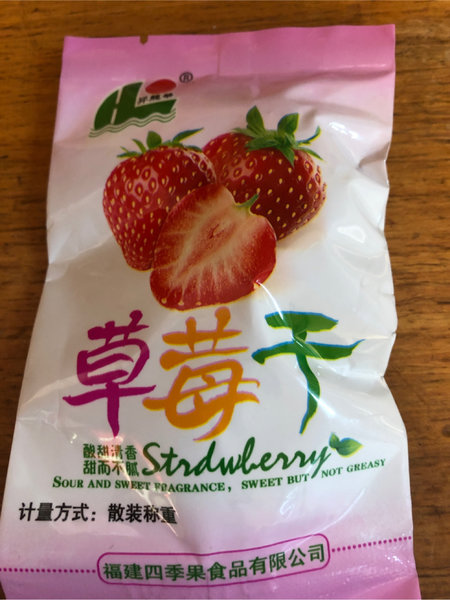 ®
草莓干
酸甜清香
甜而不腻
Strdwberry
SOUR AND SWEET FRAGRANCE, SWEET BUT NOT GREASY
计量方式：散装称重
福建四季果食品有限公司